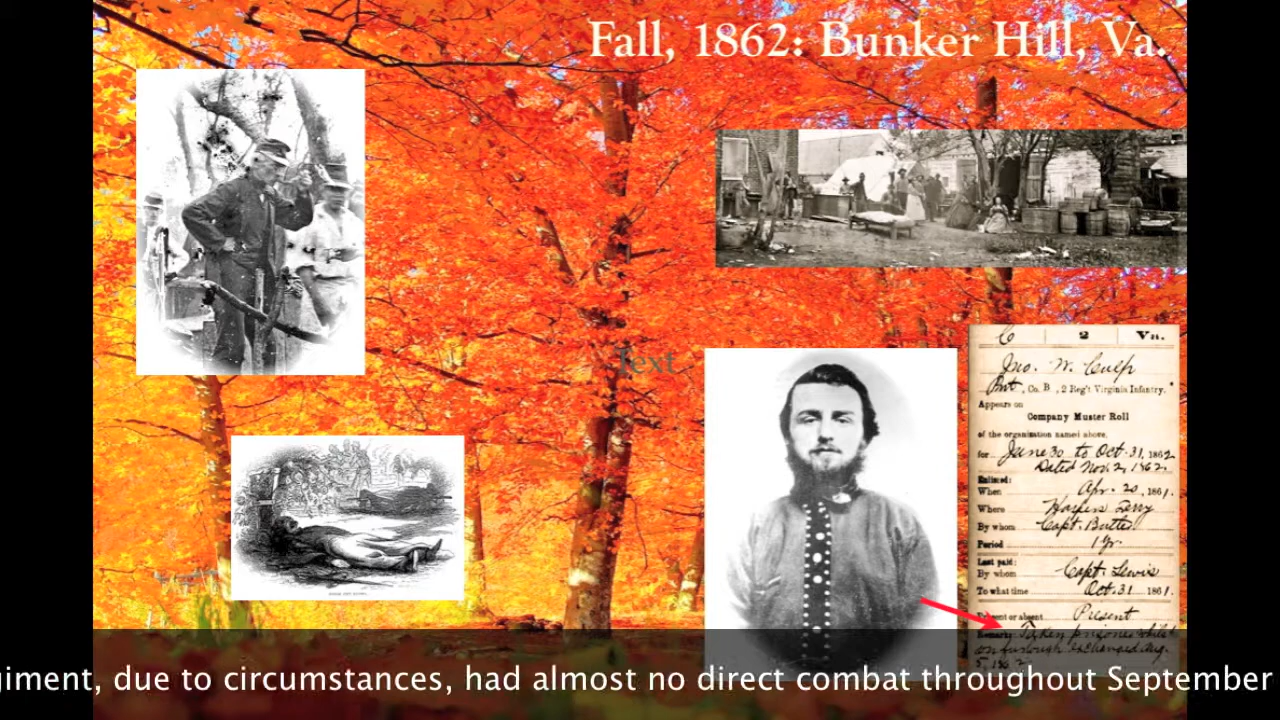 Fall, 1862: Bunker Hill, Va.
Text
C 2 Va.
Jno. W. Culp
Pvt, Co. B, 2 Reg't Virginia Infantry.
Appears on
Company Muster Roll
of the organization named above,
for June 30 to Oct. 31, 1862
Dated Nov. 2, 1862.
Enlisted:
When Apr. 20, 1861.
Where Harpers Ferry
By whom Capt. Butler
Period 1 Yr.
Last paid:
By whom Capt. Lewis
To what time Oct. 31 1861.
Present or absent Present
Remarks: Taken prisoner whilst
on furlough exchanged Aug.
5, 1862
giment, due to circumstances, had almost no direct combat throughout September